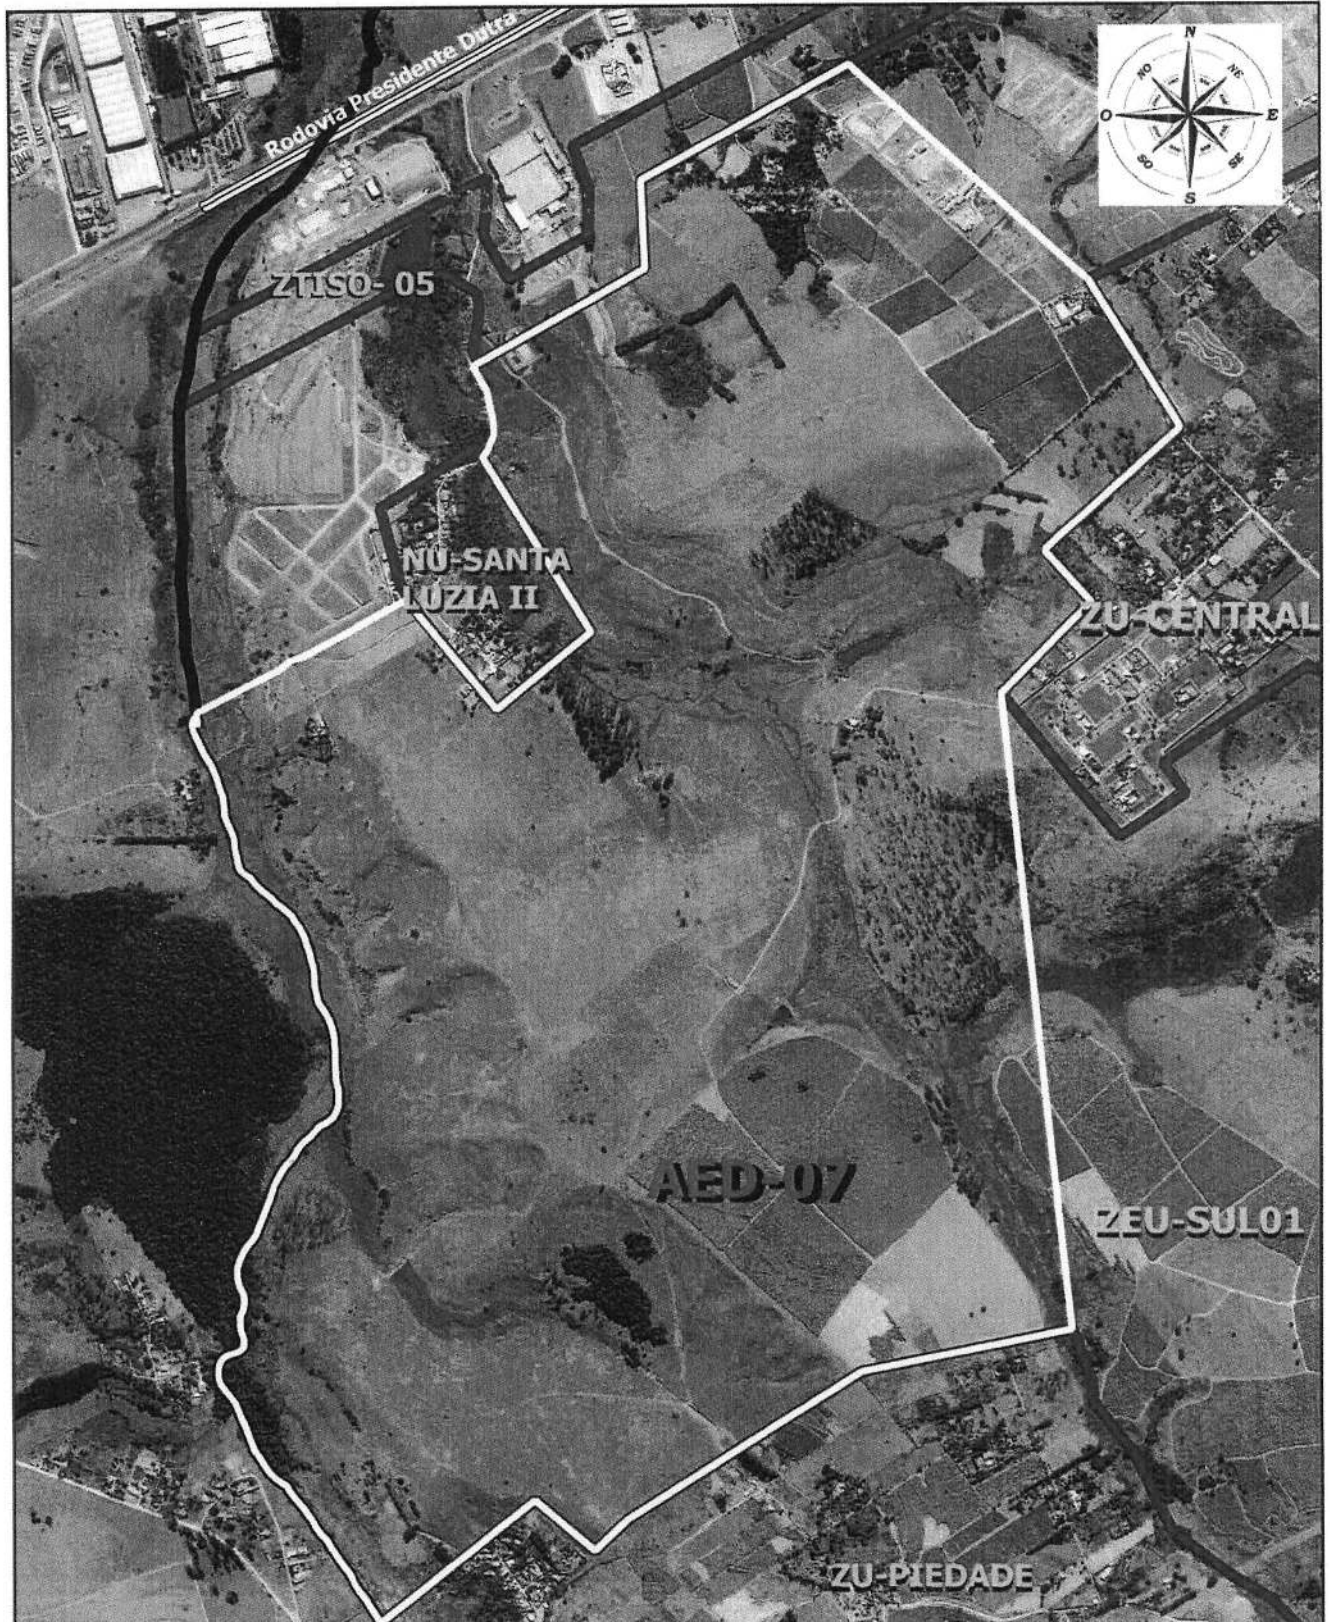 Rodovia Presidente Dutra
N
NO
NE
O
E
SO
SE
S
ZTISO- 05
NU-SANTA
LUZIA II
ZU-CENTRAL
AED-07
ZEU-SUL01
ZU-PIEDADE